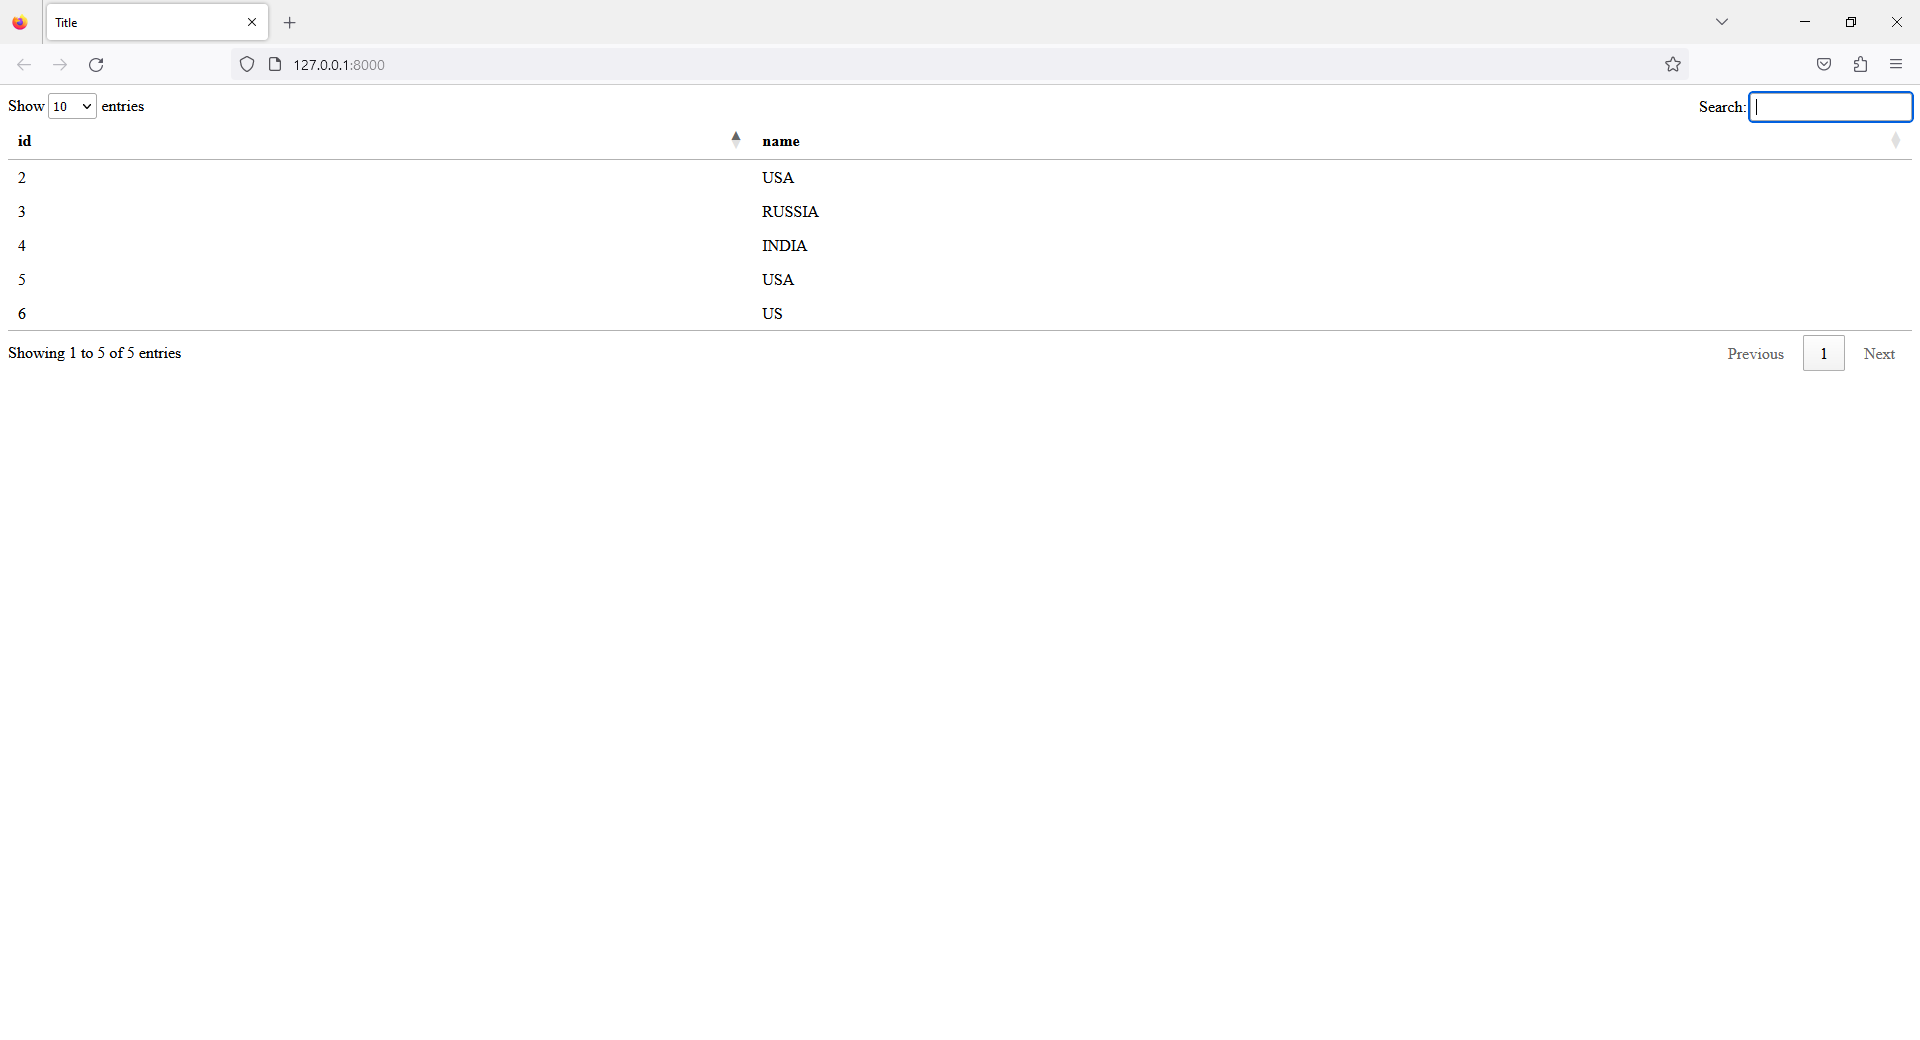 Title
127.0.0.1:8000
Show 10 entries Search:
id name
2 USA
3 RUSSIA
4 INDIA
5 USA
6 US
Showing 1 to 5 of 5 entries Previous 1 Next